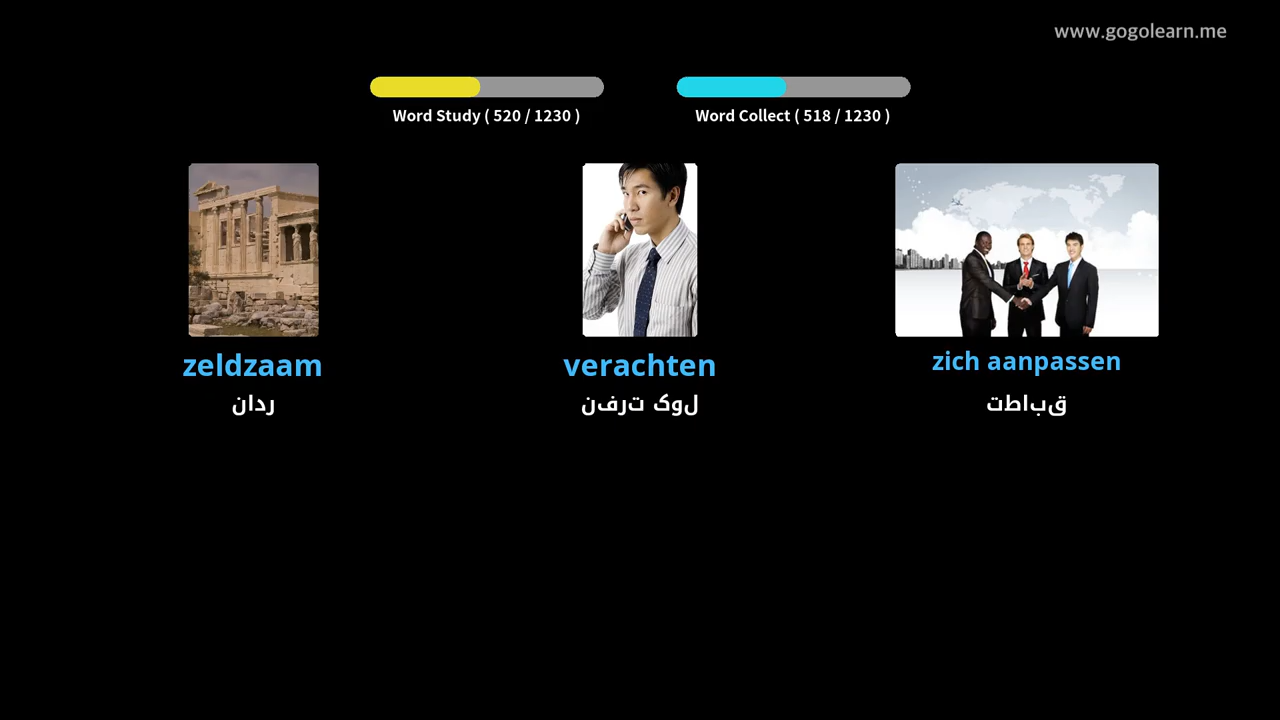 www.gogolearn.me
Word Study ( 520 / 1230 )
Word Collect ( 518 / 1230 )
zeldzaam
ردان
verachten
لوک ترفن
zich aanpassen
قباطت